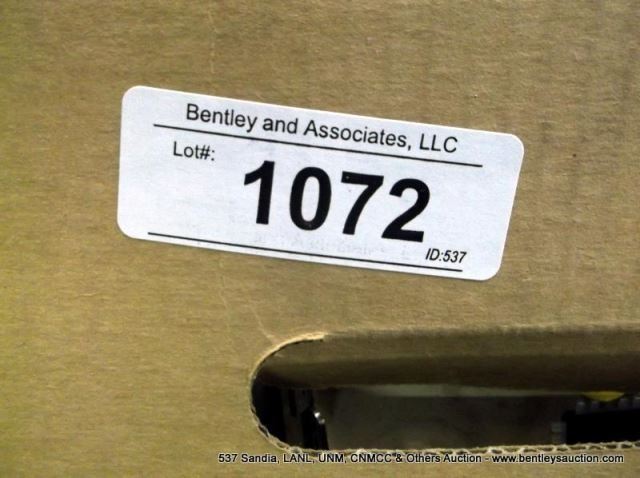 Bentley and Associates, LLC
Lot#:
1072
ID:537
537 Sandia, LANL, UNM, CNMCC & Others Auction - www.bentleysauction.com